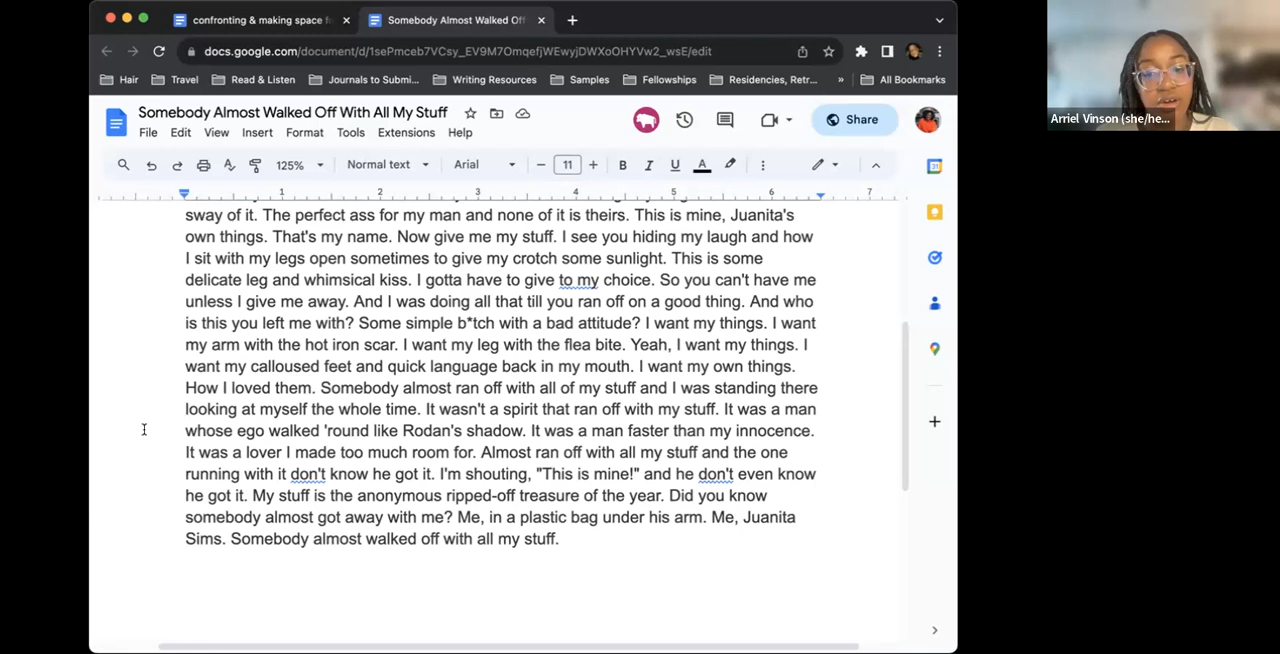 confronting & making space f
Somebody Almost Walked Off
docs.google.com/document/d/1sePmceb7VCsy_EV9M7OmqefjWEwyjDWXoOHYVw2_wsE/edit
Hair
Travel
Read & Listen
Journals to Submi...
Writing Resources
Samples
Fellowships
Residencies, Retr...
»
All Bookmarks
Arriel Vinson (she/he...
Somebody Almost Walked Off With All My Stuff
Share
File Edit View Insert Format Tools Extensions Help
125% Normal text Arial 11 B I U A
1 2 3 4 5 6 7
sway of it. The perfect ass for my man and none of it is theirs. This is mine, Juanita's
own things. That's my name. Now give me my stuff. I see you hiding my laugh and how
I sit with my legs open sometimes to give my crotch some sunlight. This is some
delicate leg and whimsical kiss. I gotta have to give to my choice. So you can't have me
unless I give me away. And I was doing all that till you ran off on a good thing. And who
is this you left me with? Some simple b*tch with a bad attitude? I want my things. I want
my arm with the hot iron scar. I want my leg with the flea bite. Yeah, I want my things. I
want my calloused feet and quick language back in my mouth. I want my own things.
How I loved them. Somebody almost ran off with all of my stuff and I was standing there
looking at myself the whole time. It wasn't a spirit that ran off with my stuff. It was a man
whose ego walked 'round like Rodan's shadow. It was a man faster than my innocence.
It was a lover I made too much room for. Almost ran off with all my stuff and the one
running with it don't know he got it. I'm shouting, "This is mine!" and he don't even know
he got it. My stuff is the anonymous ripped-off treasure of the year. Did you know
somebody almost got away with me? Me, in a plastic bag under his arm. Me, Juanita
Sims. Somebody almost walked off with all my stuff.